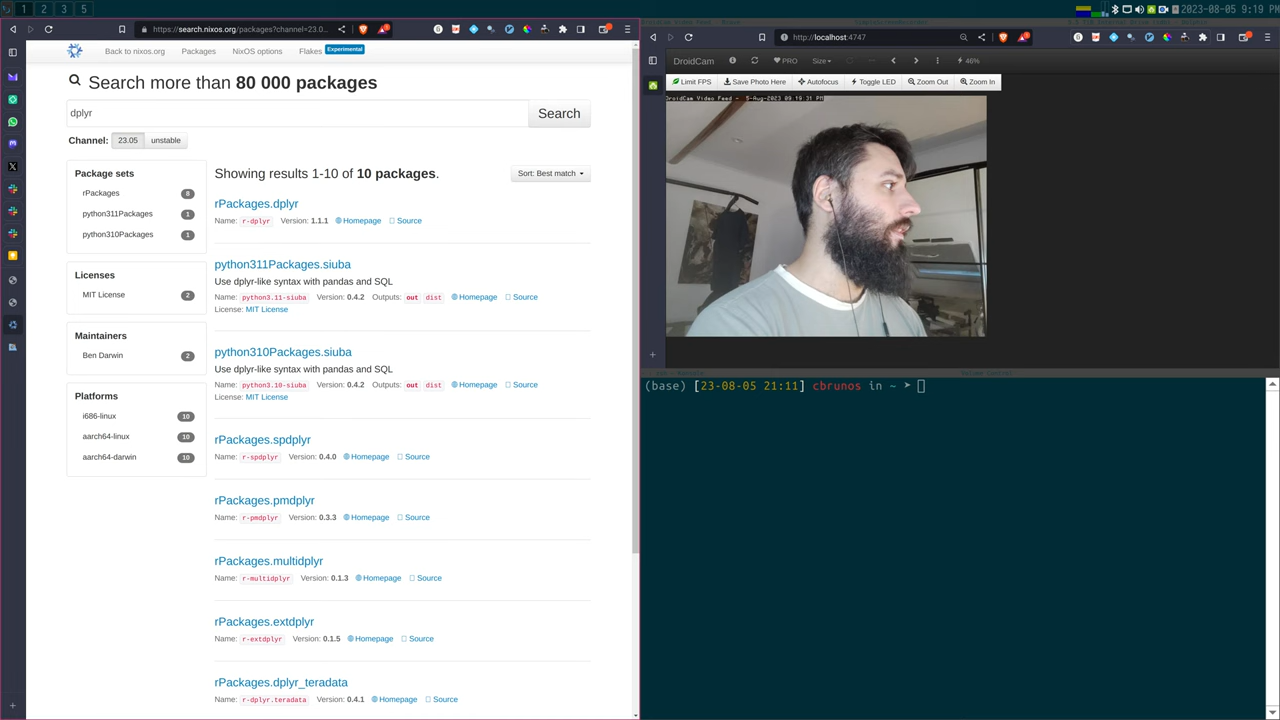 1 2 3 5
2023-08-05 9:19 PM
https://search.nixos.org/packages?channel=23.0...
Back to nixos.org Packages NixOS options Flakes Experimental
Search more than 80 000 packages
dplyr
Search
Channel: 23.05 unstable
Package sets
rPackages 8
python311Packages 1
python310Packages 1
Licenses
MIT License 2
Maintainers
Ben Darwin 2
Platforms
i686-linux 10
aarch64-linux 10
aarch64-darwin 10
Showing results 1-10 of 10 packages.
Sort: Best match
rPackages.dplyr
Name: r-dplyr Version: 1.1.1 Homepage Source
python311Packages.siuba
Use dplyr-like syntax with pandas and SQL
Name: python3.11-siuba Version: 0.4.2 Outputs: out dist Homepage Source
License: MIT License
python310Packages.siuba
Use dplyr-like syntax with pandas and SQL
Name: python3.10-siuba Version: 0.4.2 Outputs: out dist Homepage Source
License: MIT License
rPackages.spdplyr
Name: r-spdplyr Version: 0.4.0 Homepage Source
rPackages.pmdplyr
Name: r-pmdplyr Version: 0.3.3 Homepage Source
rPackages.multidplyr
Name: r-multidplyr Version: 0.1.3 Homepage Source
rPackages.extdplyr
Name: r-extdplyr Version: 0.1.5 Homepage Source
rPackages.dplyr_teradata
Name: r-dplyr.teradata Version: 0.4.1 Homepage Source
http://localhost:4747
DroidCam PRO Size 46%
Limit FPS Save Photo Here Autofocus Toggle LED Zoom Out Zoom In
DroidCam Video Feed - 5-Aug-2023 09.19.31 PM
(base) [23-08-05 21:11] cbrunos in ~ ➤